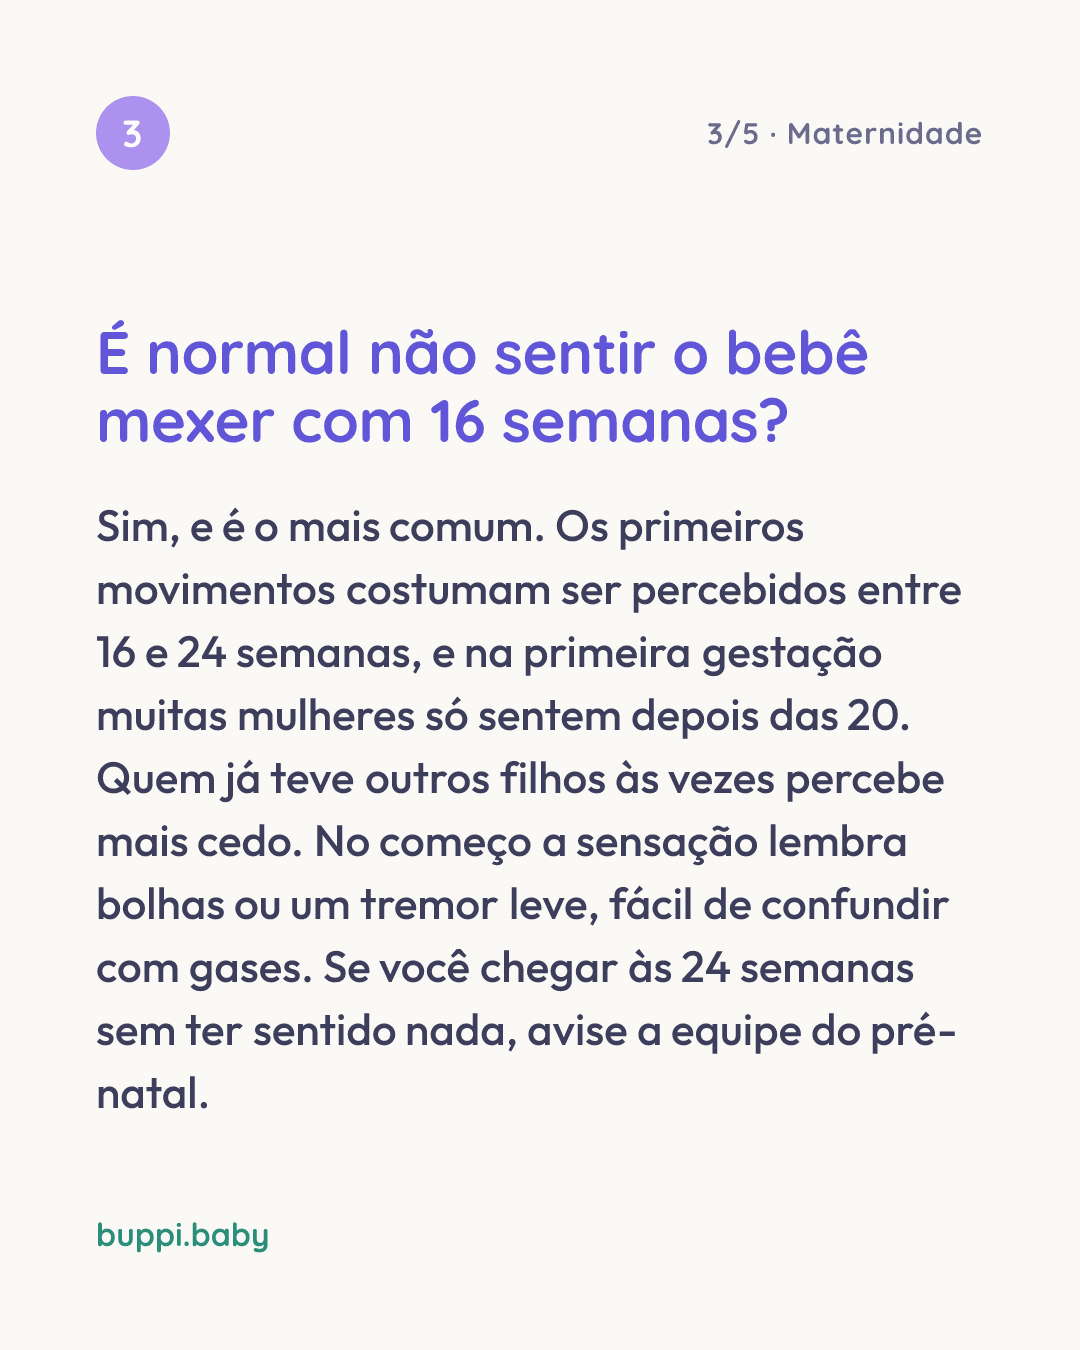 3
3/5 · Maternidade
É normal não sentir o bebê
mexer com 16 semanas?
Sim, e é o mais comum. Os primeiros
movimentos costumam ser percebidos entre
16 e 24 semanas, e na primeira gestação
muitas mulheres só sentem depois das 20.
Quem já teve outros filhos às vezes percebe
mais cedo. No começo a sensação lembra
bolhas ou um tremor leve, fácil de confundir
com gases. Se você chegar às 24 semanas
sem ter sentido nada, avise a equipe do pré-
natal.
buppi.baby